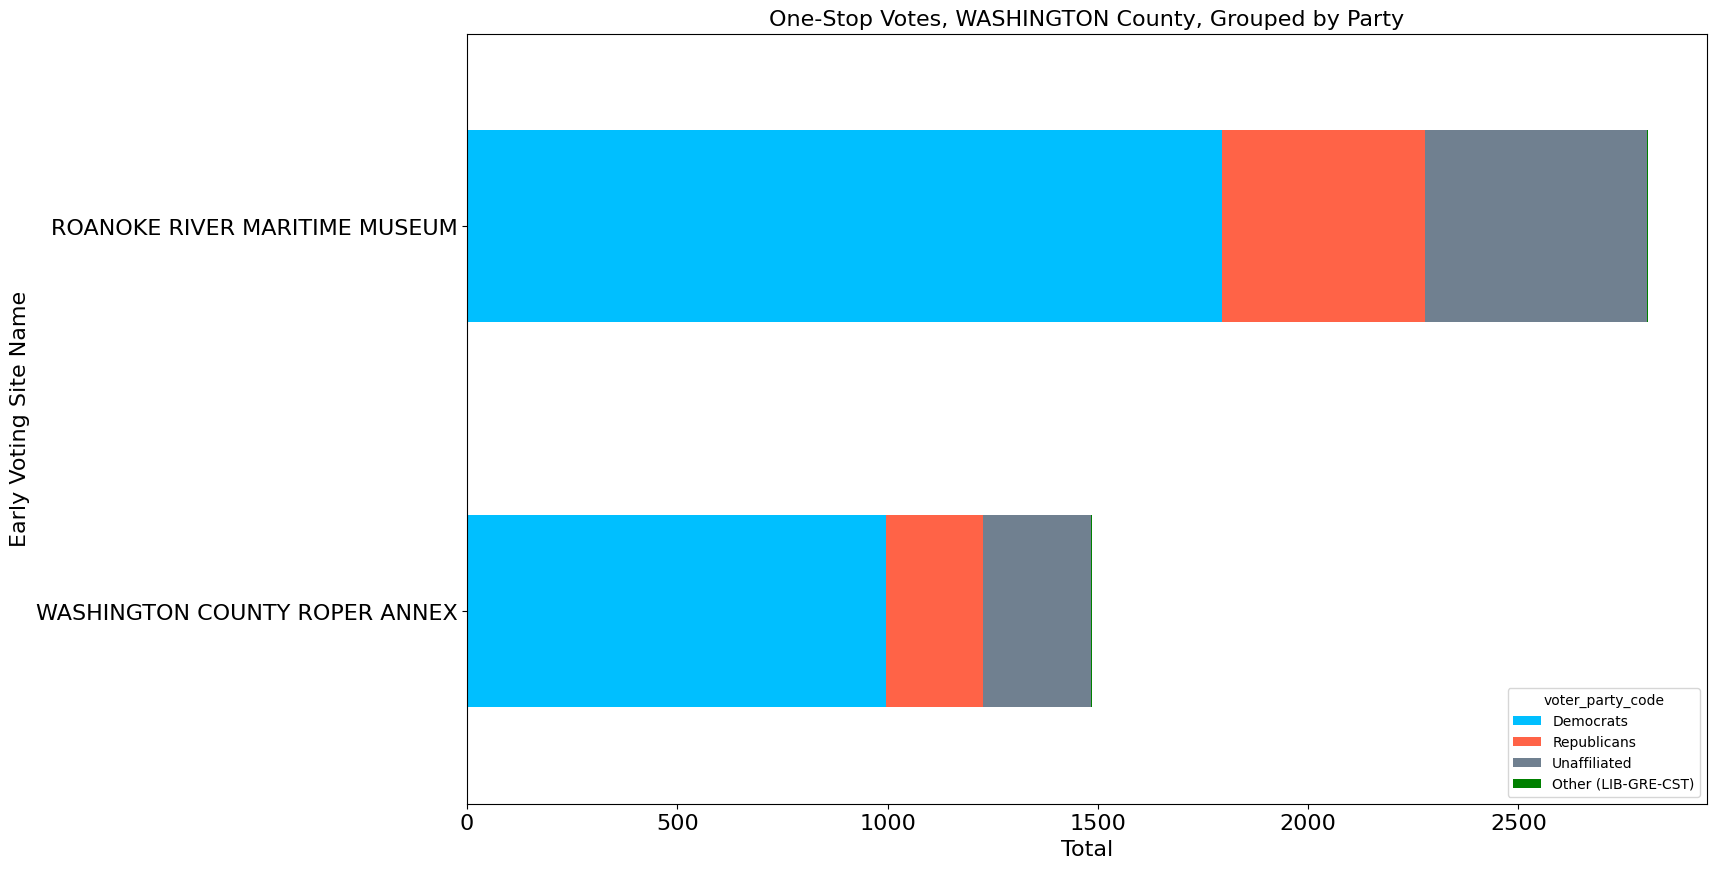 One-Stop Votes, WASHINGTON County, Grouped by Party
Early Voting Site Name
ROANOKE RIVER MARITIME MUSEUM
WASHINGTON COUNTY ROPER ANNEX
voter_party_code
Democrats
Republicans
Unaffiliated
Other (LIB-GRE-CST)
0 500 1000 1500 2000 2500
Total